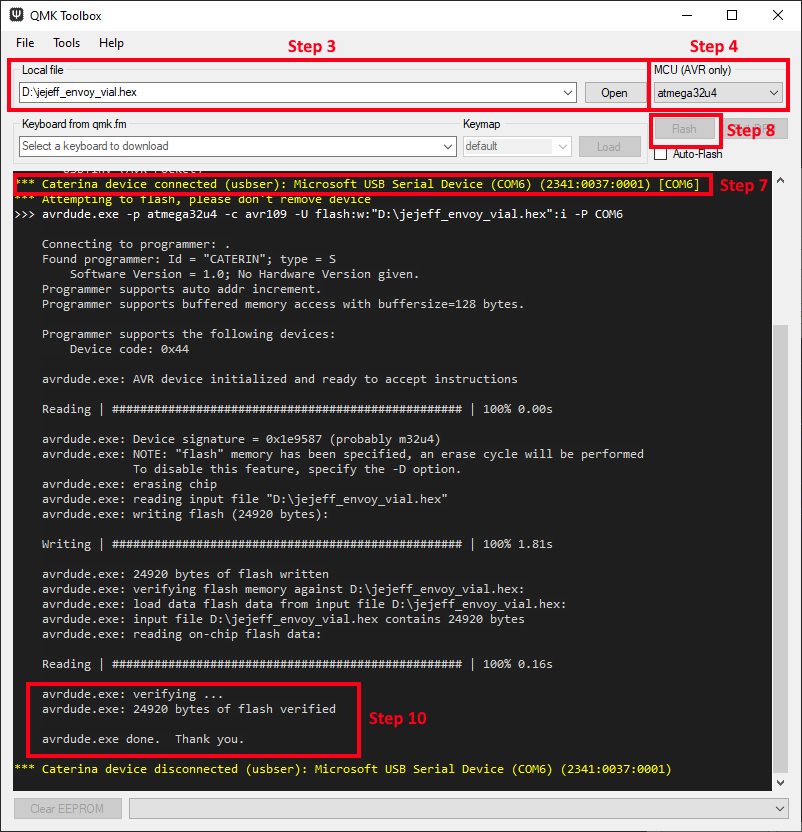 QMK Toolbox
File Tools Help
Step 3
Step 4
Local file
MCU (AVR only)
D:\jejeff_envoy_vial.hex
Open
atmega32u4
Keyboard from qmk.fm
Keymap
Flash
Step 8
Select a keyboard to download
default
Load
Auto-Flash
*** Caterina device connected (usbser): Microsoft USB Serial Device (COM6) (2341:0037:0001) [COM6]
Step 7
*** Attempting to flash, please don't remove device
>>> avrdude.exe -p atmega32u4 -c avr109 -U flash:w:"D:\jejeff_envoy_vial.hex":i -P COM6
Connecting to programmer: .
Found programmer: Id = "CATERIN"; type = S
Software Version = 1.0; No Hardware Version given.
Programmer supports auto addr increment.
Programmer supports buffered memory access with buffersize=128 bytes.
Programmer supports the following devices:
Device code: 0x44
avrdude.exe: AVR device initialized and ready to accept instructions
Reading | ################################################## | 100% 0.00s
avrdude.exe: Device signature = 0x1e9587 (probably m32u4)
avrdude.exe: NOTE: "flash" memory has been specified, an erase cycle will be performed
To disable this feature, specify the -D option.
avrdude.exe: erasing chip
avrdude.exe: reading input file "D:\jejeff_envoy_vial.hex"
avrdude.exe: writing flash (24920 bytes):
Writing | ################################################## | 100% 1.81s
avrdude.exe: 24920 bytes of flash written
avrdude.exe: verifying flash memory against D:\jejeff_envoy_vial.hex:
avrdude.exe: load data flash data from input file D:\jejeff_envoy_vial.hex:
avrdude.exe: input file D:\jejeff_envoy_vial.hex contains 24920 bytes
avrdude.exe: reading on-chip flash data:
Reading | ################################################## | 100% 0.16s
avrdude.exe: verifying ...
avrdude.exe: 24920 bytes of flash verified
Step 10
avrdude.exe done.  Thank you.
*** Caterina device disconnected (usbser): Microsoft USB Serial Device (COM6) (2341:0037:0001)
Clear EEPROM